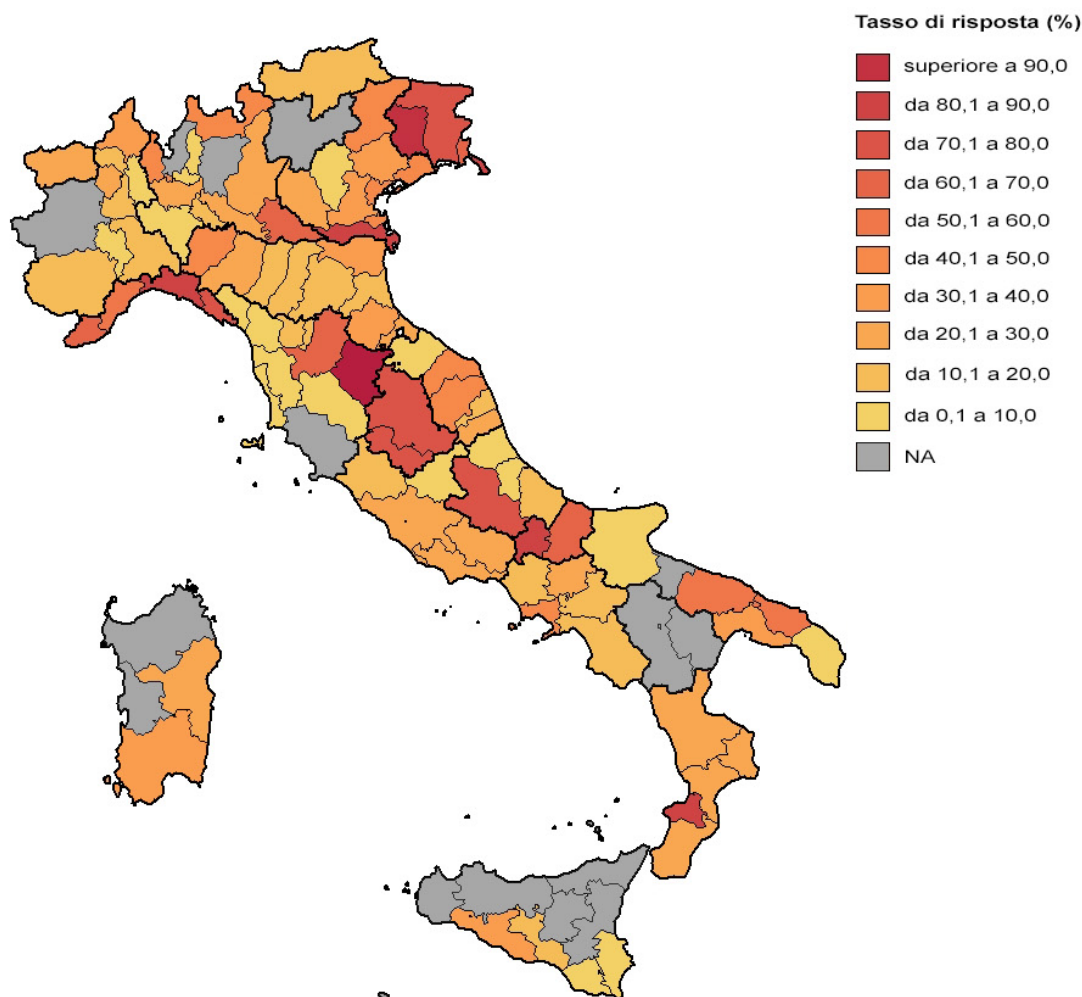 Tasso di risposta (%)
superiore a 90,0
da 80,1 a 90,0
da 70,1 a 80,0
da 60,1 a 70,0
da 50,1 a 60,0
da 40,1 a 50,0
da 30,1 a 40,0
da 20,1 a 30,0
da 10,1 a 20,0
da 0,1 a 10,0
NA